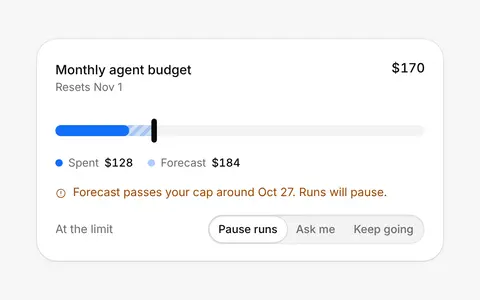 Monthly agent budget
$170
Resets Nov 1
Spent $128 Forecast $184
Forecast passes your cap around Oct 27. Runs will pause.
At the limit
Pause runs Ask me Keep going